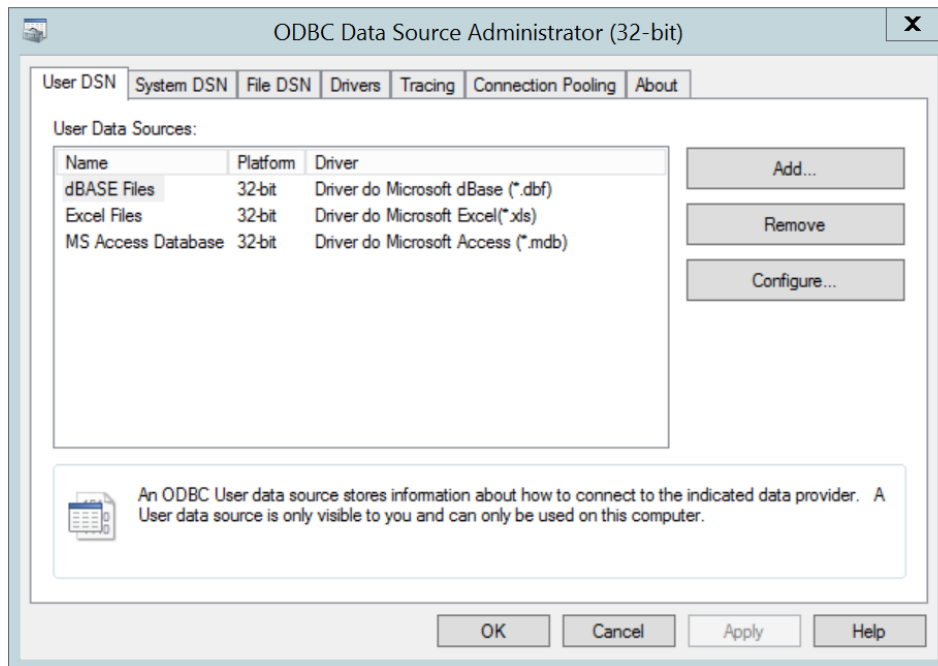 ODBC Data Source Administrator (32-bit)
X
User DSN System DSN File DSN Drivers Tracing Connection Pooling About
User Data Sources:
Name Platform Driver
dBASE Files 32-bit Driver do Microsoft dBase (*.dbf)
Excel Files 32-bit Driver do Microsoft Excel(*.xls)
MS Access Database 32-bit Driver do Microsoft Access (*.mdb)
Add...
Remove
Configure...
An ODBC User data source stores information about how to connect to the indicated data provider. A
User data source is only visible to you and can only be used on this computer.
OK Cancel Apply Help